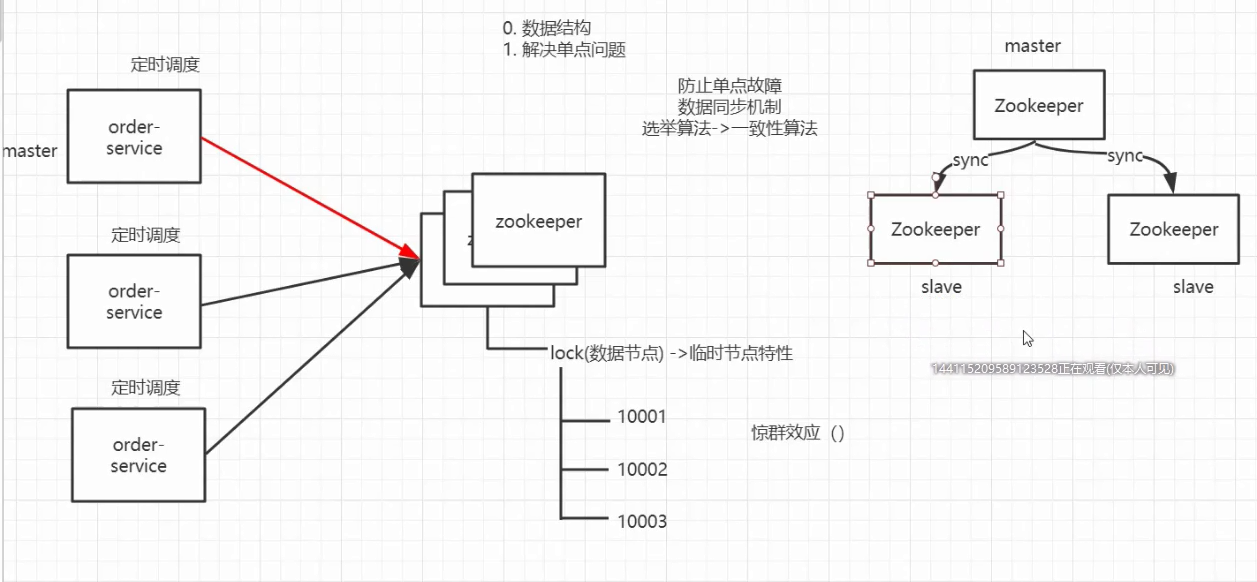 0. 数据结构
1. 解决单点问题
定时调度
order-
service
master
定时调度
order-
service
定时调度
order-
service
zookeeper
z
lock(数据节点) ->临时节点特性
10001
10002
10003
惊群效应（）
防止单点故障
数据同步机制
选举算法->一致性算法
master
Zookeeper
sync
sync
Zookeeper
Zookeeper
slave
slave
144115209589123528正在观看(仅本人可见)